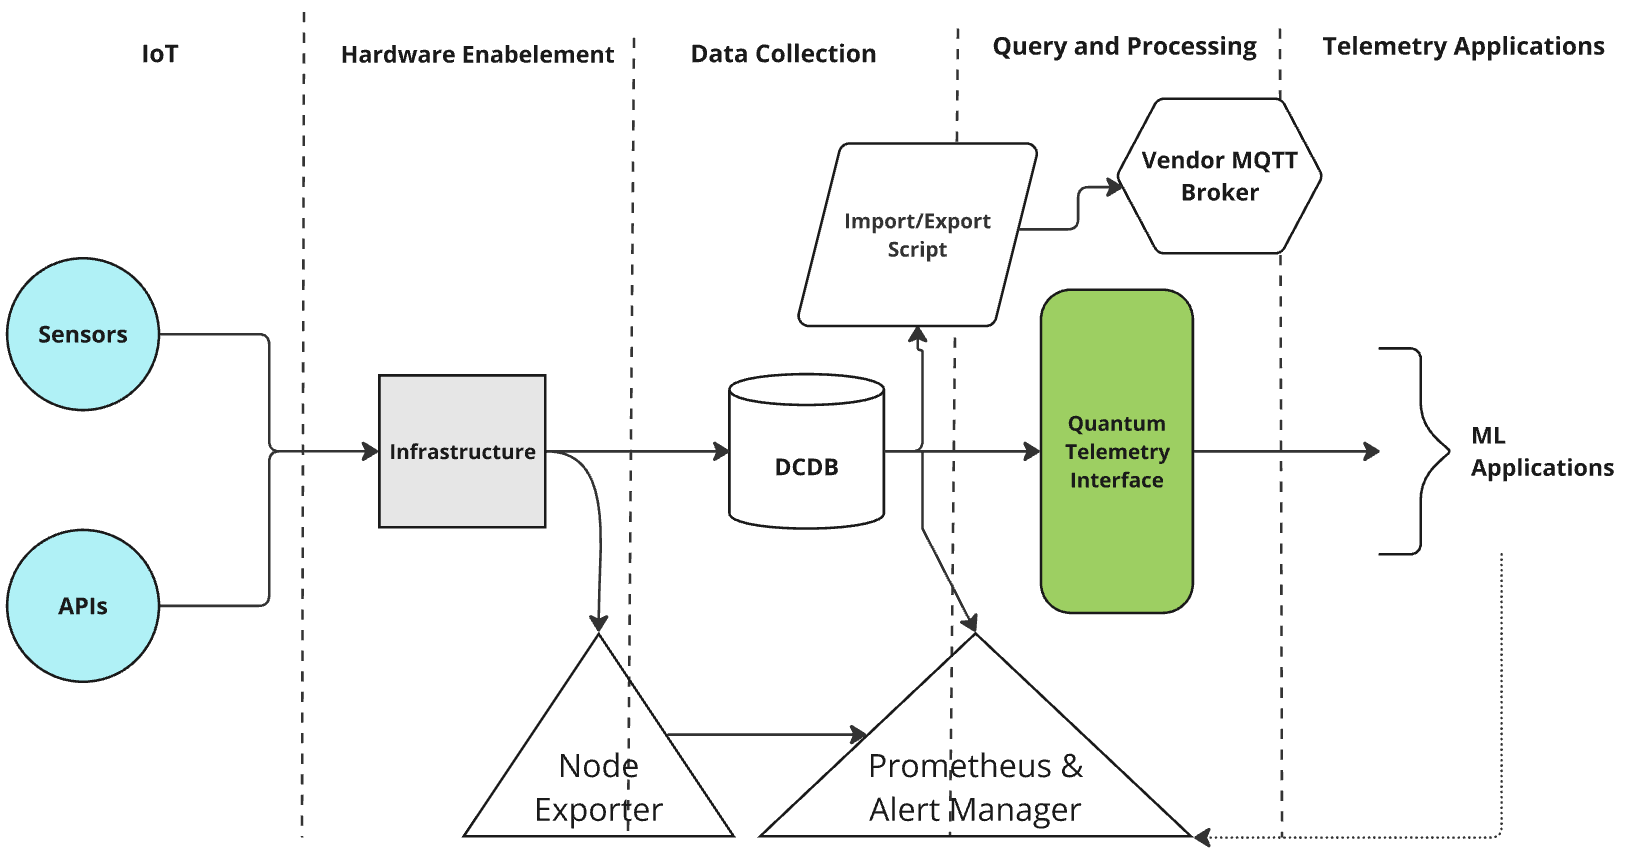 IoT
Hardware Enabelement
Data Collection
Query and Processing
Telemetry Applications
Vendor MQTT
Broker
Import/Export
Script
Sensors
Infrastructure
DCDB
Quantum
Telemetry
Interface
ML
Applications
APIs
Node
Exporter
Prometheus &
Alert Manager